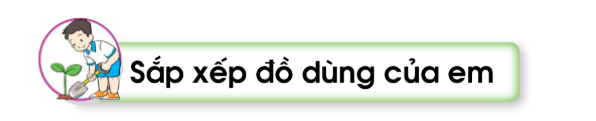 Sắp xếp đồ dùng của em